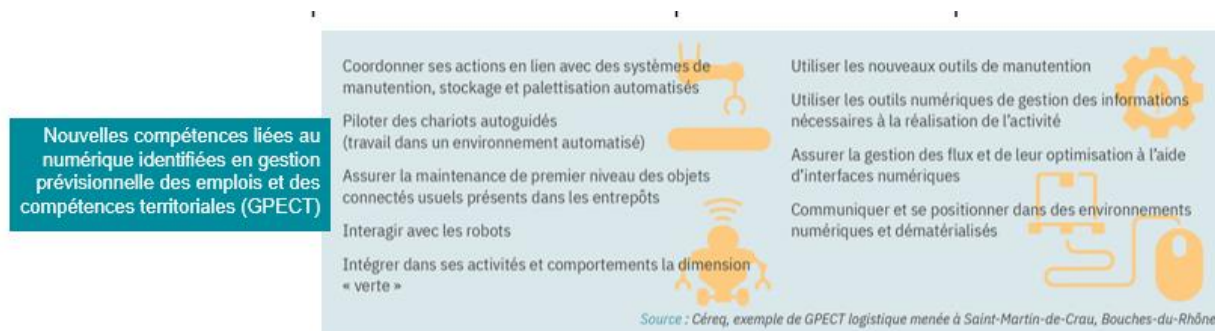 Nouvelles compétences liées au
numérique identifiées en gestion
prévisionnelle des emplois et des
compétences territoriales (GPECT)
Coordonner ses actions en lien avec des systèmes de
manutention, stockage et palettisation automatisés
Piloter des chariots autoguidés
(travail dans un environnement automatisé)
Assurer la maintenance de premier niveau des objets
connectés usuels présents dans les entrepôts
Interagir avec les robots
Intégrer dans ses activités et comportements la dimension
« verte »
Utiliser les nouveaux outils de manutention
Utiliser les outils numériques de gestion des informations
nécessaires à la réalisation de l’activité
Assurer la gestion des flux et de leur optimisation à l’aide
d’interfaces numériques
Communiquer et se positionner dans des environnements
numériques et dématérialisés
Source : Céreq, exemple de GPECT logistique menée à Saint-Martin-de-Crau, Bouches-du-Rhône